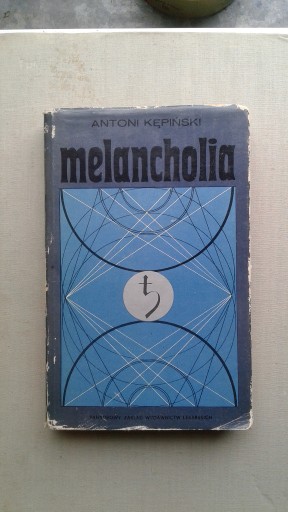 ANTONI KĘPIŃSKI
melancholia
PAŃSTWOWY ZAKŁAD WYDAWNICTW LEKARSKICH